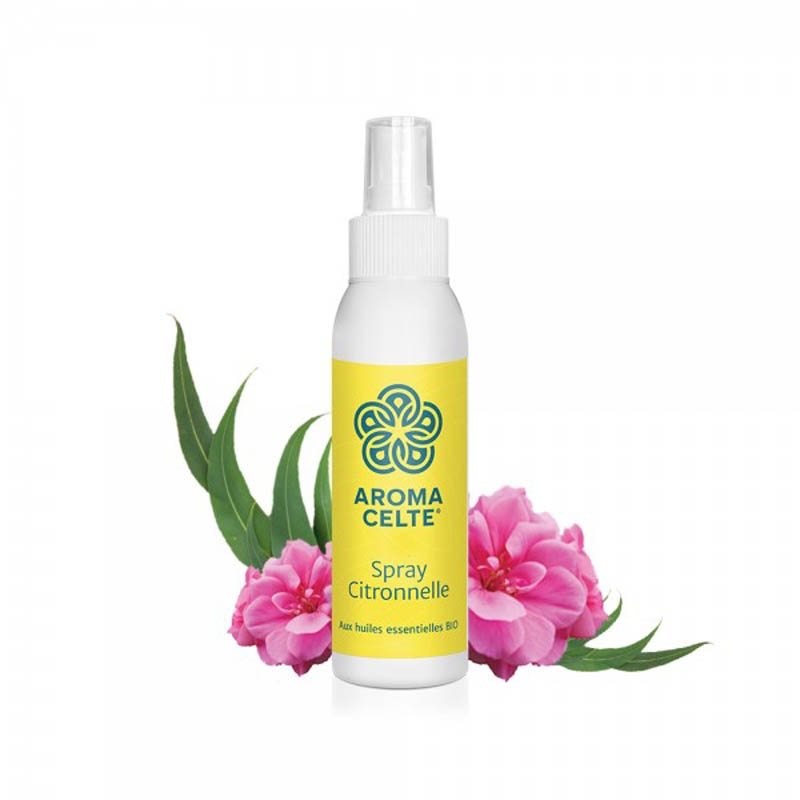 AROMA
CELTE®
Spray
Citronnelle
Aux huiles essentielles BIO